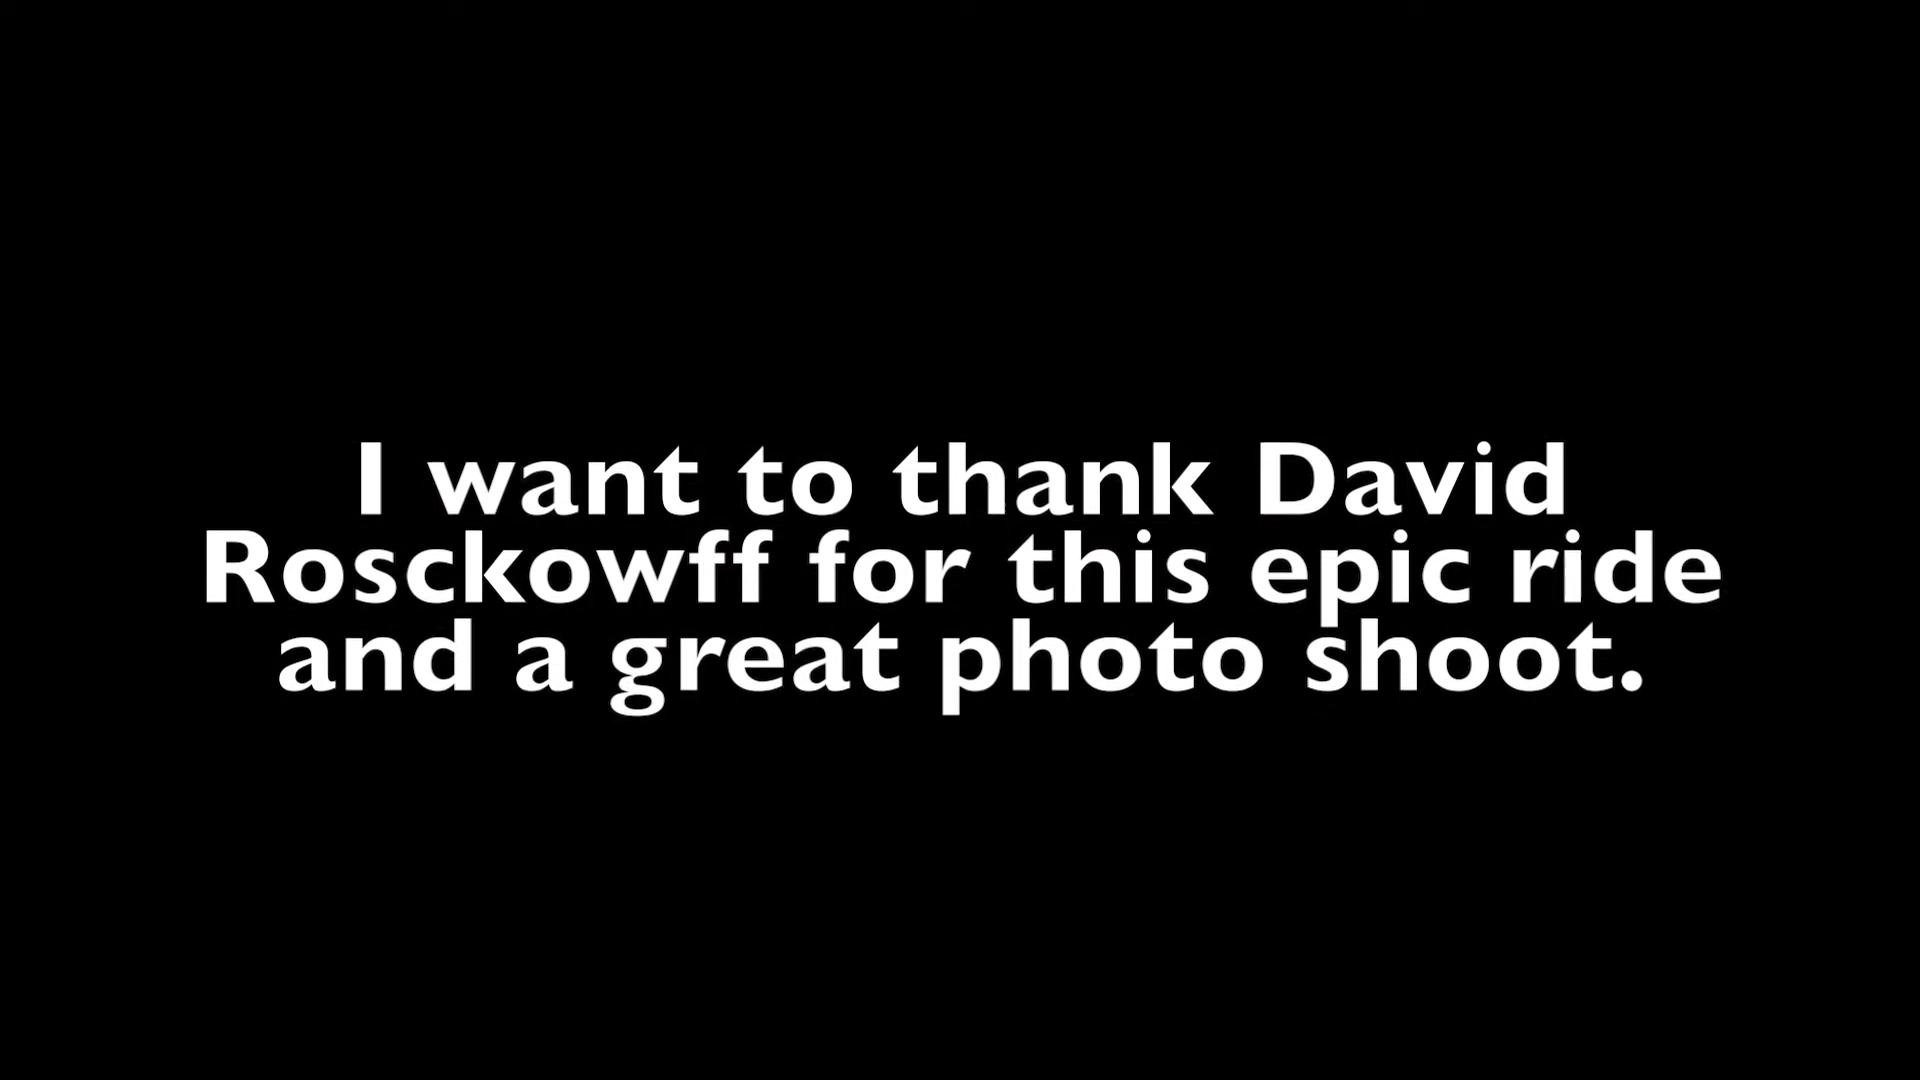 I want to thank David
Rosckowff for this epic ride
and a great photo shoot.